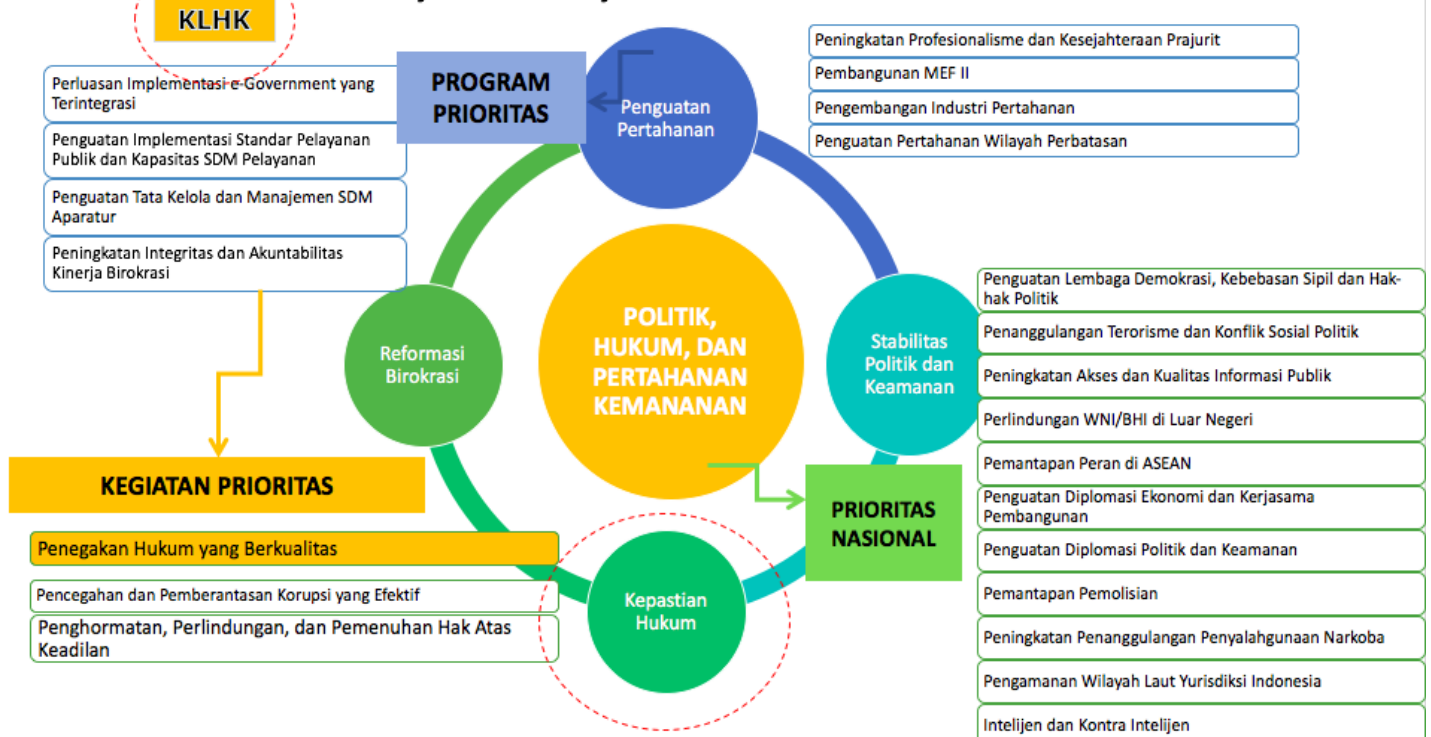 KLHK
Perluasan Implementasi e-Government yang
Terintegrasi
Penguatan Implementasi Standar Pelayanan
Publik dan Kapasitas SDM Pelayanan
Penguatan Tata Kelola dan Manajemen SDM
Aparatur
Peningkatan Integritas dan Akuntabilitas
Kinerja Birokrasi
PROGRAM
PRIORITAS
Penguatan
Pertahanan
Peningkatan Profesionalisme dan Kesejahteraan Prajurit
Pembangunan MEF II
Pengembangan Industri Pertahanan
Penguatan Pertahanan Wilayah Perbatasan
Reformasi
Birokrasi
POLITIK,
HUKUM, DAN
PERTAHANAN
KEMANANAN
Stabilitas
Politik dan
Keamanan
Penguatan Lembaga Demokrasi, Kebebasan Sipil dan Hak-
hak Politik
Penanggulangan Terorisme dan Konflik Sosial Politik
Peningkatan Akses dan Kualitas Informasi Publik
Perlindungan WNI/BHI di Luar Negeri
Pemantapan Peran di ASEAN
Penguatan Diplomasi Ekonomi dan Kerjasama
Pembangunan
Penguatan Diplomasi Politik dan Keamanan
Pemantapan Pemolisian
Peningkatan Penanggulangan Penyalahgunaan Narkoba
Pengamanan Wilayah Laut Yurisdiksi Indonesia
Intelijen dan Kontra Intelijen
KEGIATAN PRIORITAS
Penegakan Hukum yang Berkualitas
Pencegahan dan Pemberantasan Korupsi yang Efektif
Penghormatan, Perlindungan, dan Pemenuhan Hak Atas
Keadilan
PRIORITAS
NASIONAL
Kepastian
Hukum